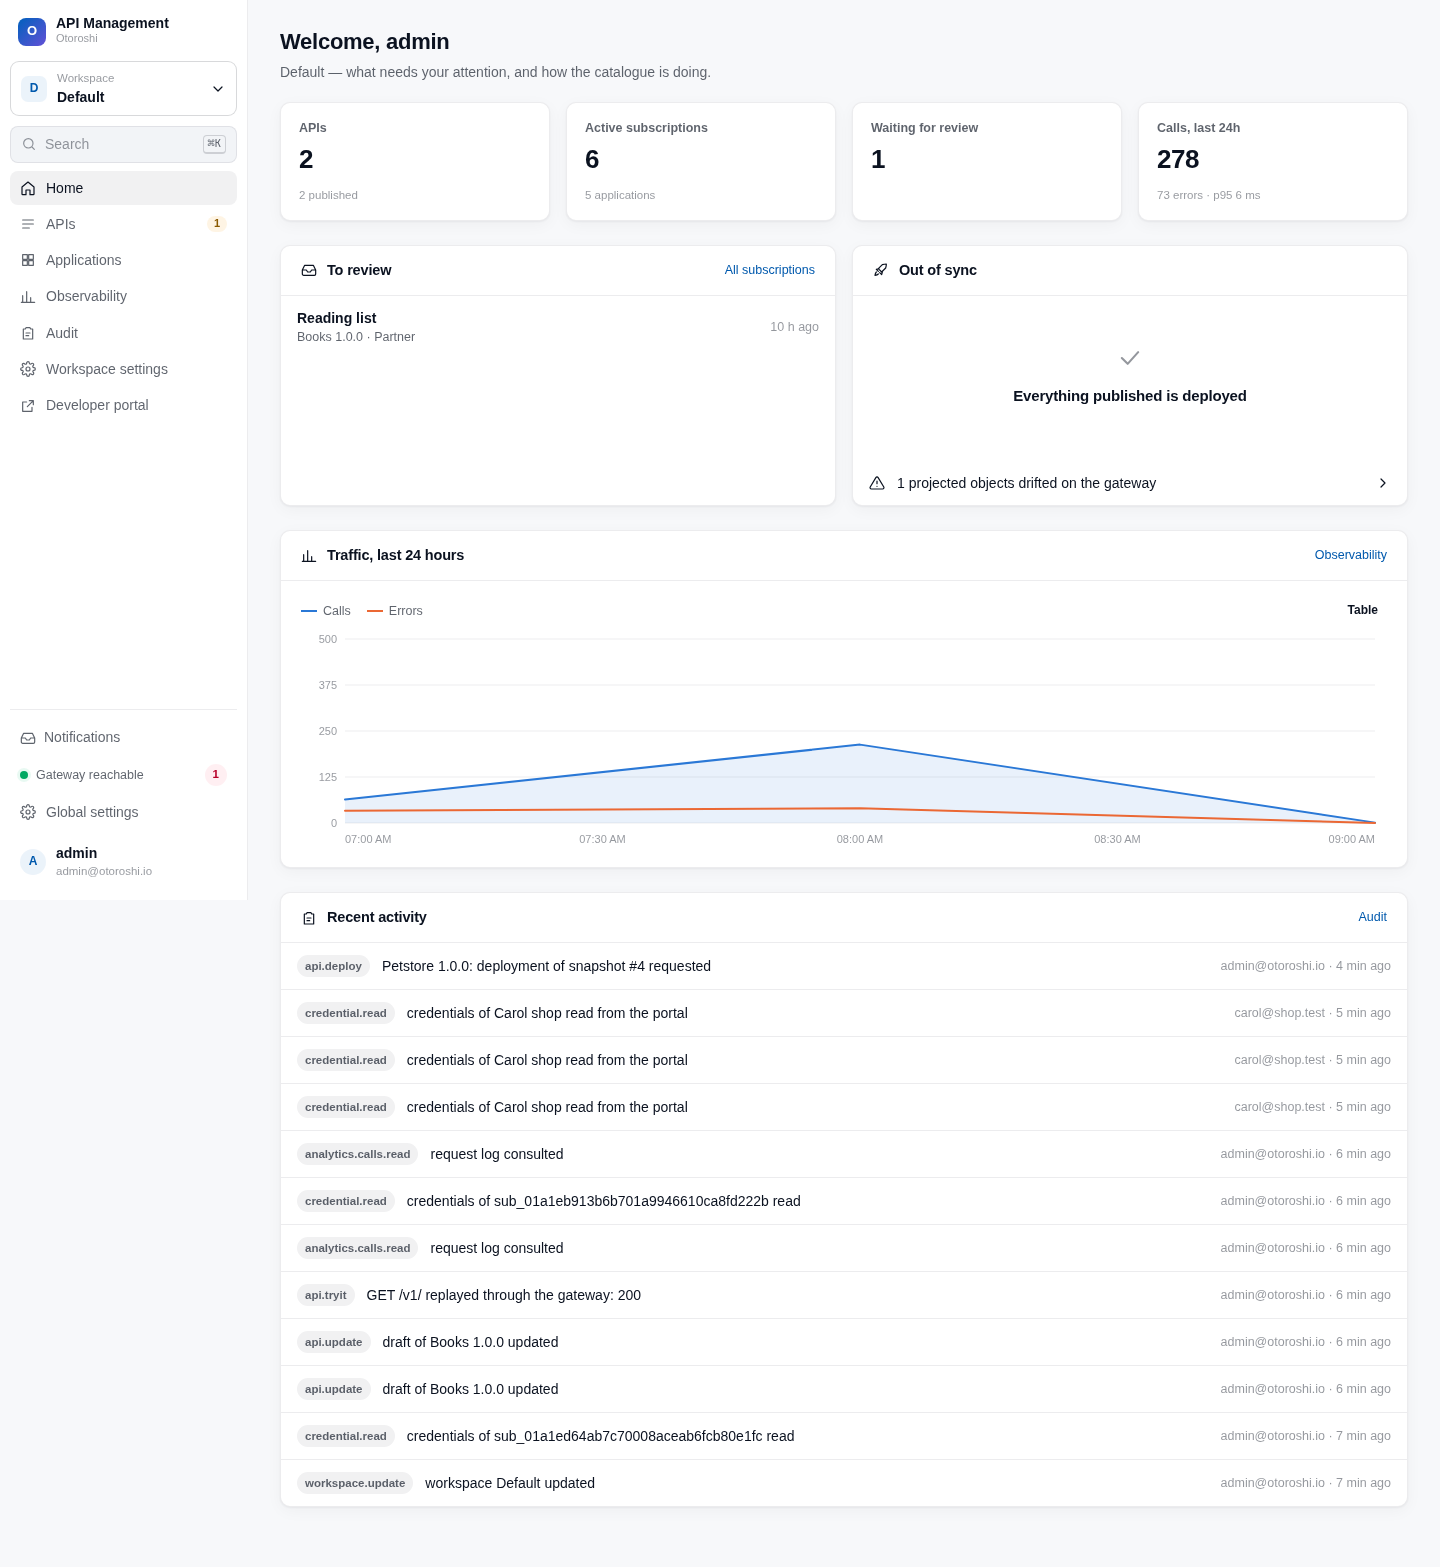 O
API Management
Otoroshi
D
Workspace
Default
Search
⌘K
Home
APIs
1
Applications
Observability
Audit
Workspace settings
Developer portal
Notifications
Gateway reachable
1
Global settings
A
admin
admin@otoroshi.io
Welcome, admin
Default — what needs your attention, and how the catalogue is doing.
APIs
2
2 published
Active subscriptions
6
5 applications
Waiting for review
1
Calls, last 24h
278
73 errors · p95 6 ms
To review
All subscriptions
Reading list
Books 1.0.0 · Partner
10 h ago
Out of sync
Everything published is deployed
1 projected objects drifted on the gateway
Traffic, last 24 hours
Observability
Calls
Errors
Table
500
375
250
125
0
07:00 AM
07:30 AM
08:00 AM
08:30 AM
09:00 AM
Recent activity
Audit
api.deploy Petstore 1.0.0: deployment of snapshot #4 requested admin@otoroshi.io · 4 min ago
credential.read credentials of Carol shop read from the portal carol@shop.test · 5 min ago
credential.read credentials of Carol shop read from the portal carol@shop.test · 5 min ago
credential.read credentials of Carol shop read from the portal carol@shop.test · 5 min ago
analytics.calls.read request log consulted admin@otoroshi.io · 6 min ago
credential.read credentials of sub_01a1eb913b6b701a9946610ca8fd222b read admin@otoroshi.io · 6 min ago
analytics.calls.read request log consulted admin@otoroshi.io · 6 min ago
api.tryit GET /v1/ replayed through the gateway: 200 admin@otoroshi.io · 6 min ago
api.update draft of Books 1.0.0 updated admin@otoroshi.io · 6 min ago
api.update draft of Books 1.0.0 updated admin@otoroshi.io · 6 min ago
credential.read credentials of sub_01a1ed64ab7c70008aceab6fcb80e1fc read admin@otoroshi.io · 7 min ago
workspace.update workspace Default updated admin@otoroshi.io · 7 min ago